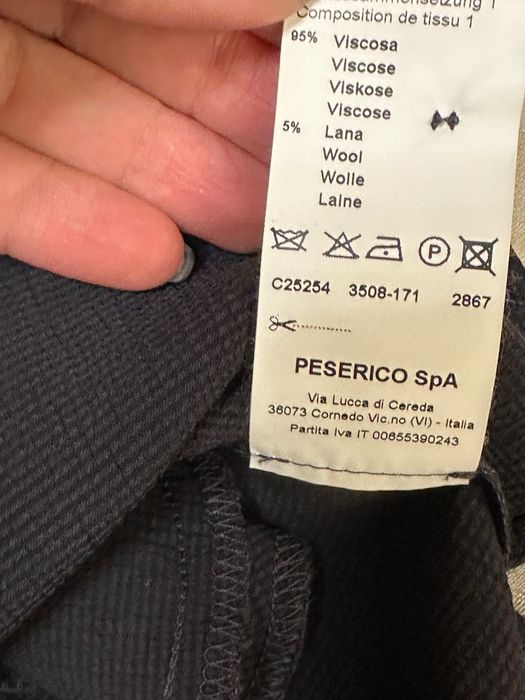 Composition de tissu 1
95% Viscosa
Viscose
Viskose
Viscose
5% Lana
Wool
Wolle
Laine
P
C25254 3508-171 2867
PESERICO SpA
Via Lucca di Cereda
36073 Cornedo Vic.no (VI) - Italia
Partita Iva IT 00655390243